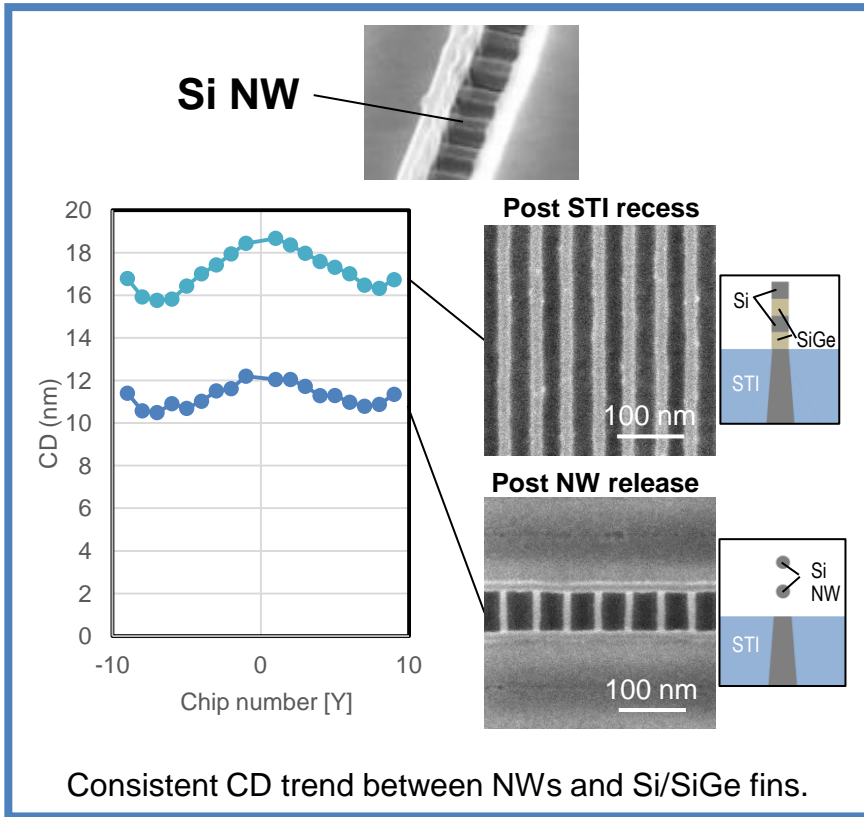 Si NW
Post STI recess
20
18
16
14
12
10
8
6
4
2
0
-10
0
10
CD (nm)
Chip number [Y]
100 nm
Si
SiGe
STI
Post NW release
100 nm
Si
NW
STI
Consistent CD trend between NWs and Si/SiGe fins.